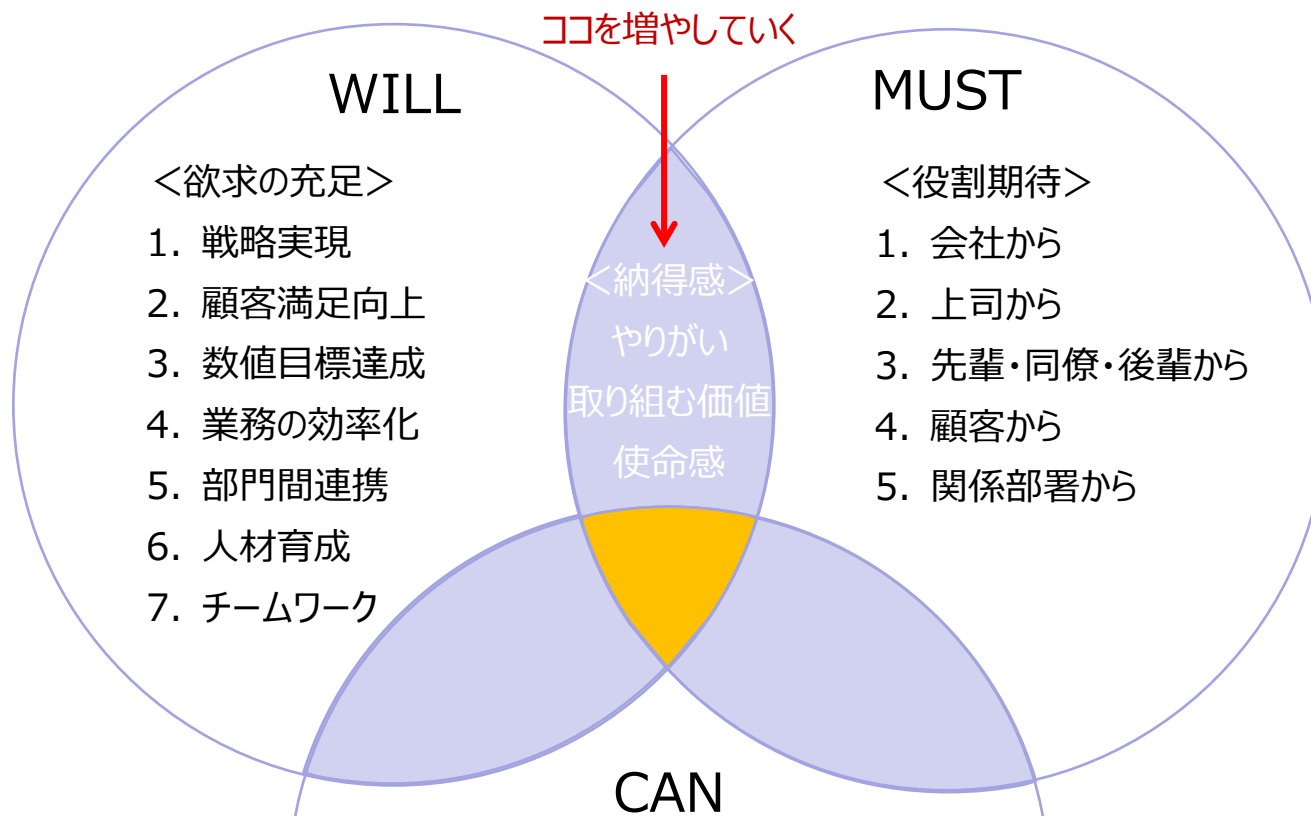 ココを増やしていく
WILL
＜欲求の充足＞
1. 戦略実現
2. 顧客満足向上
3. 数値目標達成
4. 業務の効率化
5. 部門間連携
6. 人材育成
7. チームワーク
＜納得感＞
やりがい
取り組む価値
使命感
MUST
＜役割期待＞
1. 会社から
2. 上司から
3. 先輩・同僚・後輩から
4. 顧客から
5. 関係部署から
CAN